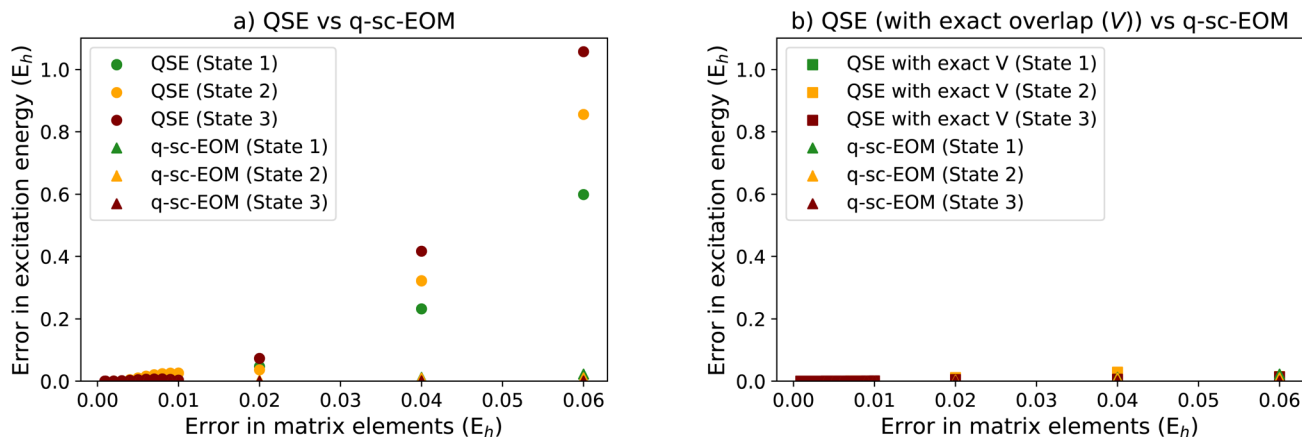 a) QSE vs q-sc-EOM
Error in excitation energy (E_h)
1.0
0.8
0.6
0.4
0.2
0.0
QSE (State 1)
QSE (State 2)
QSE (State 3)
q-sc-EOM (State 1)
q-sc-EOM (State 2)
q-sc-EOM (State 3)
0.00 0.01 0.02 0.03 0.04 0.05 0.06
Error in matrix elements (E_h)
b) QSE (with exact overlap (V)) vs q-sc-EOM
Error in excitation energy (E_h)
1.0
0.8
0.6
0.4
0.2
0.0
QSE with exact V (State 1)
QSE with exact V (State 2)
QSE with exact V (State 3)
q-sc-EOM (State 1)
q-sc-EOM (State 2)
q-sc-EOM (State 3)
0.00 0.01 0.02 0.03 0.04 0.05 0.06
Error in matrix elements (E_h)